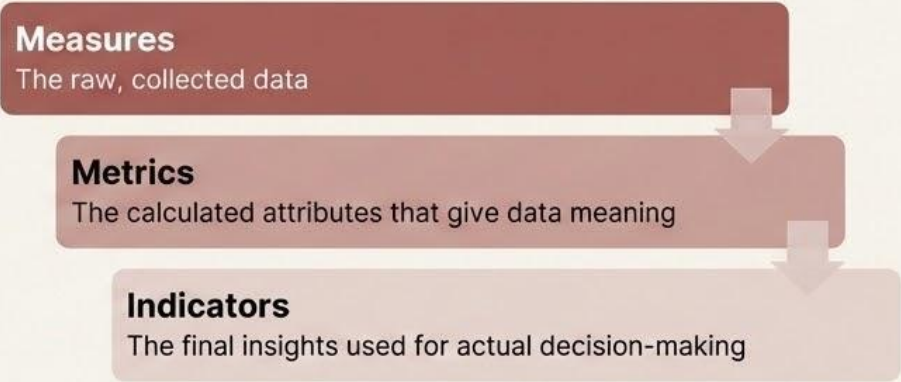 Measures
The raw, collected data
Metrics
The calculated attributes that give data meaning
Indicators
The final insights used for actual decision-making